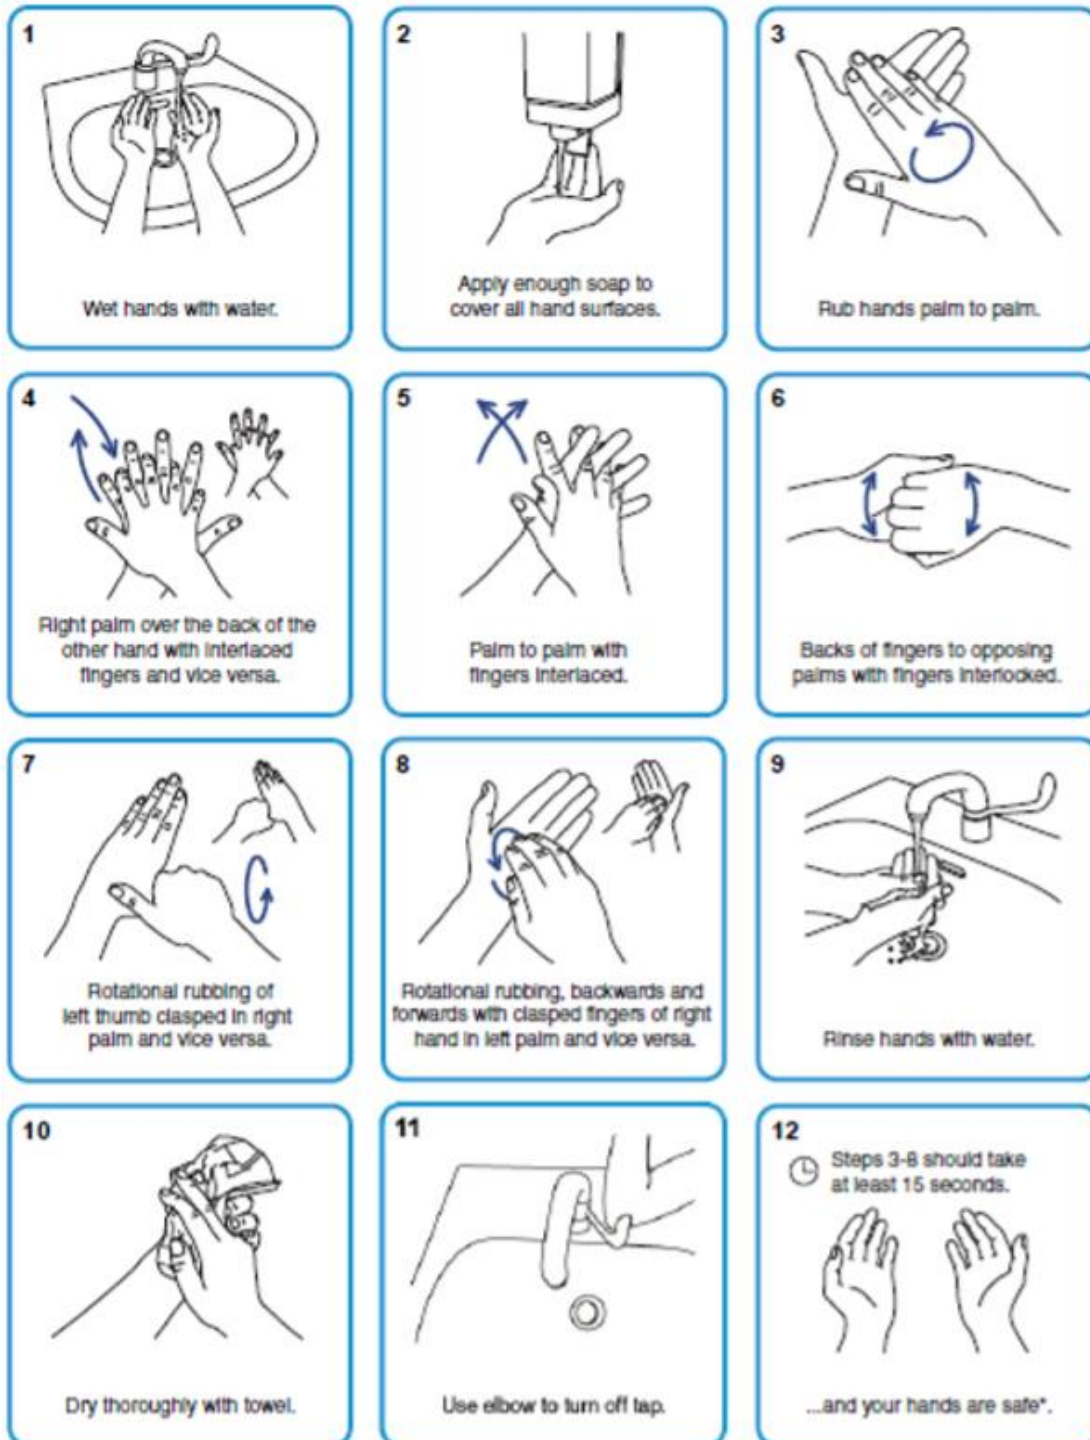 1
Wet hands with water.
2
Apply enough soap to
cover all hand surfaces.
3
Rub hands palm to palm.
4
Right palm over the back of the
other hand with interlaced
fingers and vice versa.
5
Palm to palm with
fingers interlaced.
6
Backs of fingers to opposing
palms with fingers interlocked.
7
Rotational rubbing of
left thumb clasped in right
palm and vice versa.
8
Rotational rubbing, backwards and
forwards with clasped fingers of right
hand in left palm and vice versa.
9
Rinse hands with water.
10
Dry thoroughly with towel.
11
Use elbow to turn off tap.
12
Steps 3-8 should take
at least 15 seconds.
...and your hands are safe*.